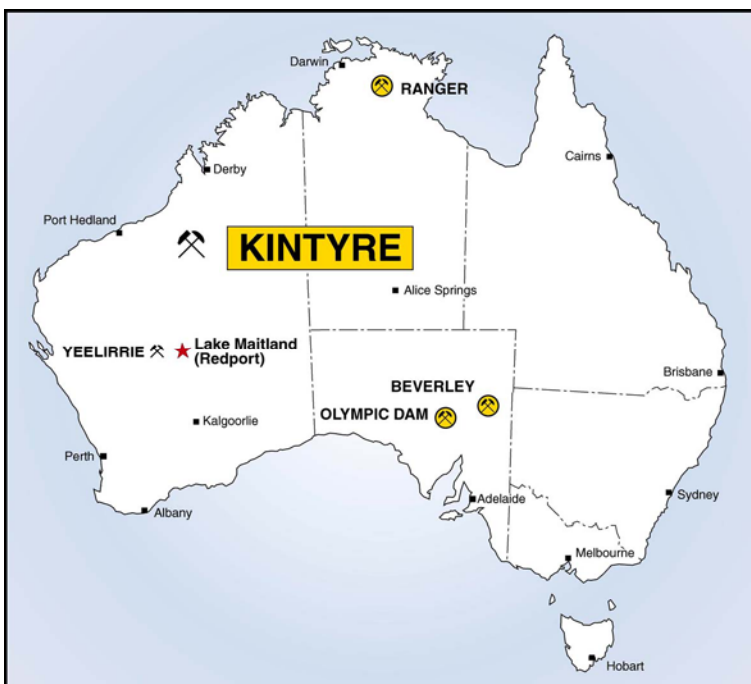 Darwin
RANGER
Cairns
Derby
Port Hedland
KINTYRE
Alice Springs
YEELIRRIE
Lake Maitland
(Redport)
Brisbane
BEVERLEY
OLYMPIC DAM
Kalgoorlie
Perth
Adelaide
Sydney
Albany
Melbourne
Hobart